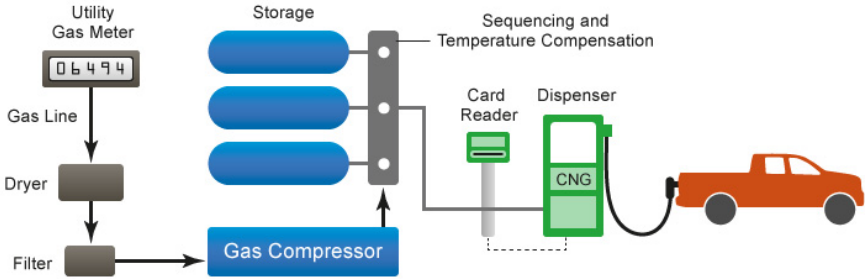 Utility
Gas Meter
06494
Gas Line
Dryer
Filter
Storage
Gas Compressor
Sequencing and
Temperature Compensation
Card
Reader
Dispenser
CNG